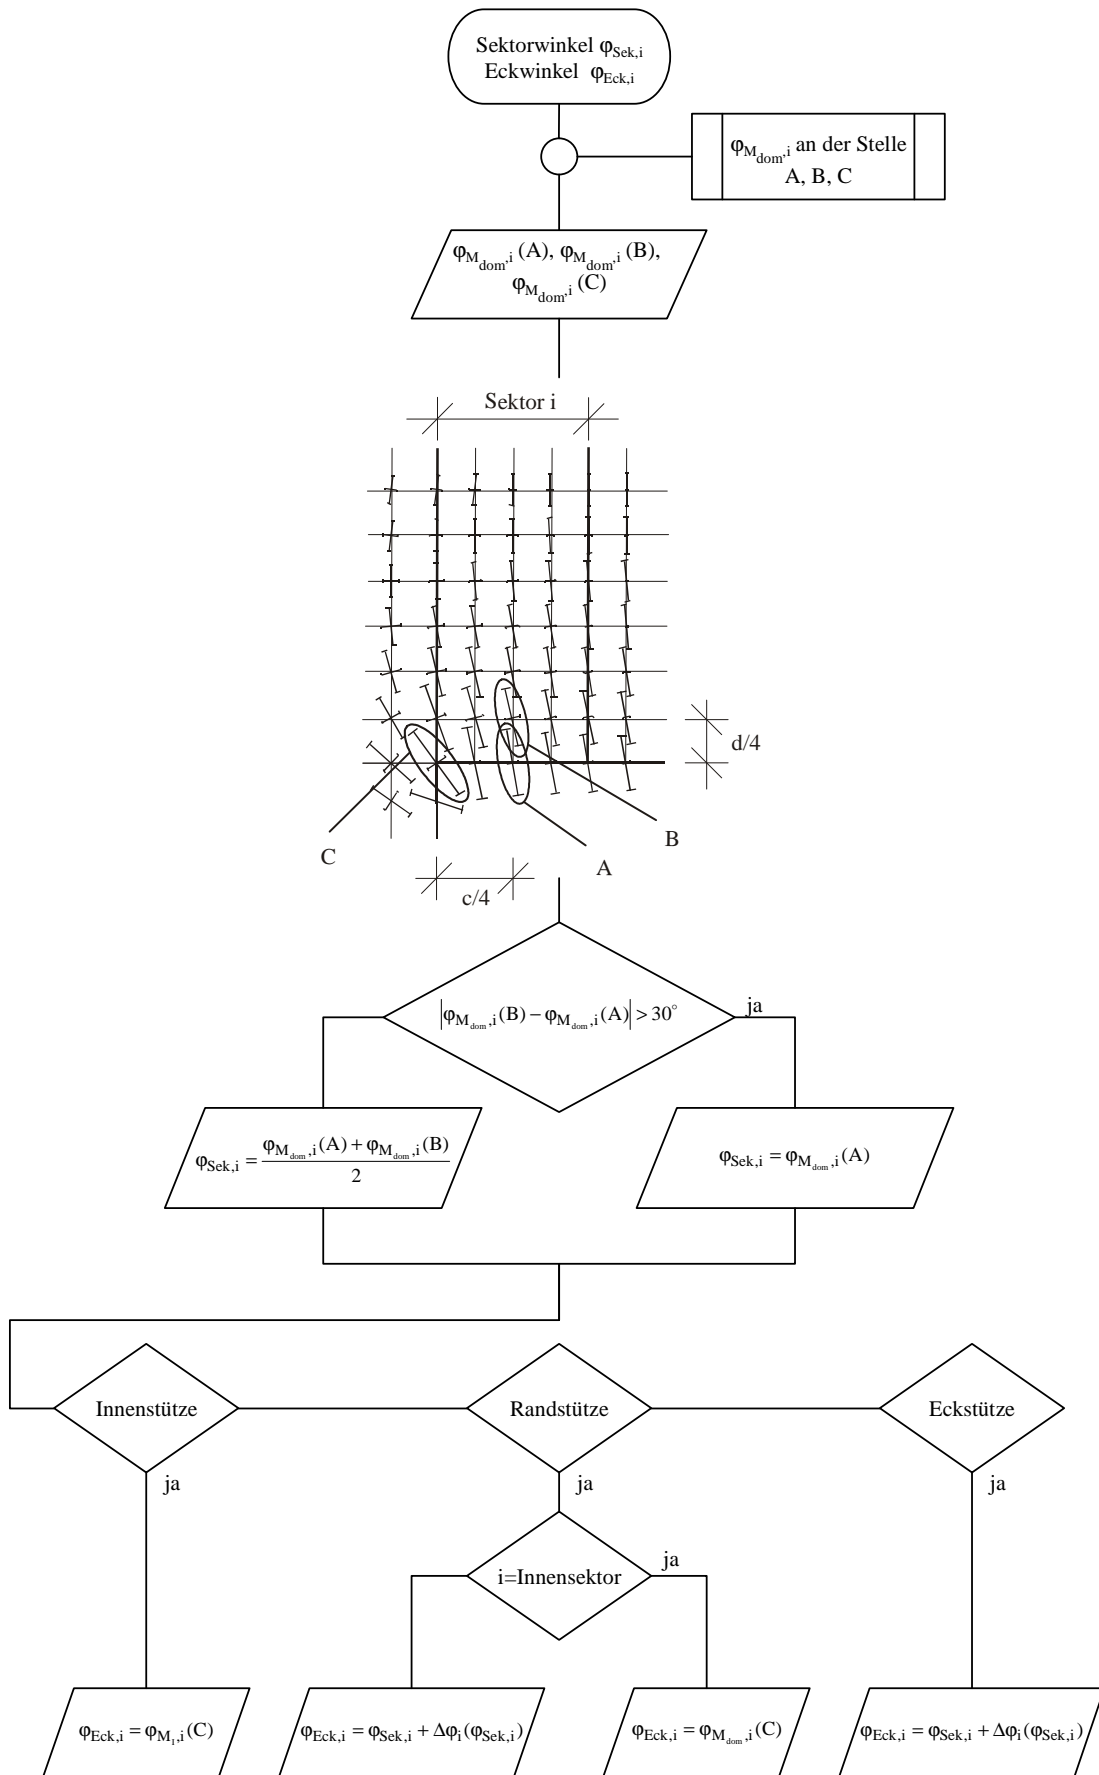 Sektorwinkel φSek,i
Eckwinkel φEck,i
φMdom,i an der Stelle
A, B, C
φMdom,i (A), φMdom,i (B),
φMdom,i (C)
Sektor i
d/4
C
B
A
c/4
|φMdom,i(B) − φMdom,i(A)| > 30°
ja
φSek,i = (φMdom,i(A) + φMdom,i(B)) / 2
φSek,i = φMdom,i(A)
Innenstütze
Randstütze
Eckstütze
ja
ja
ja
i=Innensektor
ja
φEck,i = φMI,i(C)
φEck,i = φSek,i + Δφi(φSek,i)
φEck,i = φMdom,i(C)
φEck,i = φSek,i + Δφi(φSek,i)